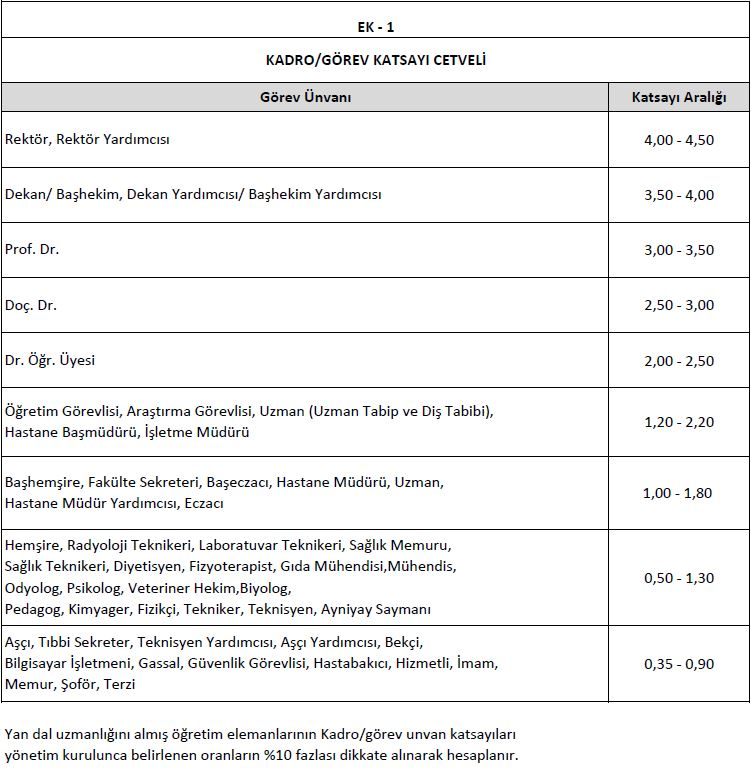 EK - 1
KADRO/GÖREV KATSAYI CETVELİ
Görev Ünvanı Katsayı Aralığı
Rektör, Rektör Yardımcısı 4,00 - 4,50
Dekan/ Başhekim, Dekan Yardımcısı/ Başhekim Yardımcısı 3,50 - 4,00
Prof. Dr. 3,00 - 3,50
Doç. Dr. 2,50 - 3,00
Dr. Öğr. Üyesi 2,00 - 2,50
Öğretim Görevlisi, Araştırma Görevlisi, Uzman (Uzman Tabip ve Diş Tabibi),
Hastane Başmüdürü, İşletme Müdürü
1,20 - 2,20
Başhemşire, Fakülte Sekreteri, Başeczacı, Hastane Müdürü, Uzman,
Hastane Müdür Yardımcısı, Eczacı
1,00 - 1,80
Hemşire, Radyoloji Teknikeri, Laboratuvar Teknikeri, Sağlık Memuru,
Sağlık Teknikeri, Diyetisyen, Fizyoterapist, Gıda Mühendisi,Mühendis,
Odyolog, Psikolog, Veteriner Hekim,Biyolog,
Pedagog, Kimyager, Fizikçi, Tekniker, Teknisyen, Ayniyay Saymanı
0,50 - 1,30
Aşçı, Tıbbi Sekreter, Teknisyen Yardımcısı, Aşçı Yardımcısı, Bekçi,
Bilgisayar İşletmeni, Gassal, Güvenlik Görevlisi, Hastabakıcı, Hizmetli, İmam,
Memur, Şoför, Terzi
0,35 - 0,90
Yan dal uzmanlığını almış öğretim elemanlarının Kadro/görev unvan katsayıları
yönetim kurulunca belirlenen oranların %10 fazlası dikkate alınarak hesaplanır.